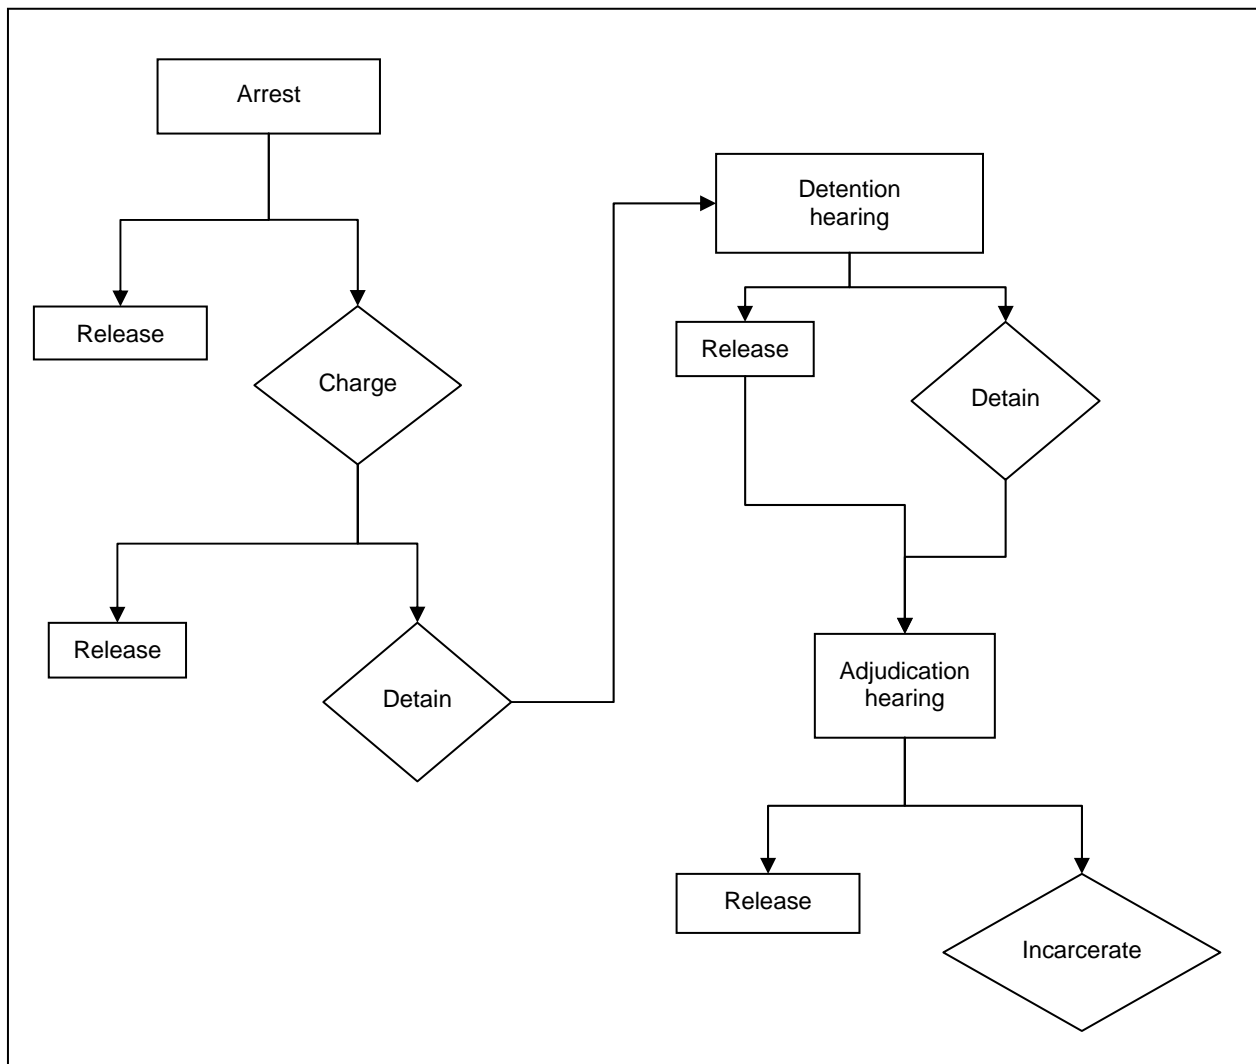 Arrest
Release
Charge
Release
Detain
Detention
hearing
Release
Detain
Adjudication
hearing
Release
Incarcerate